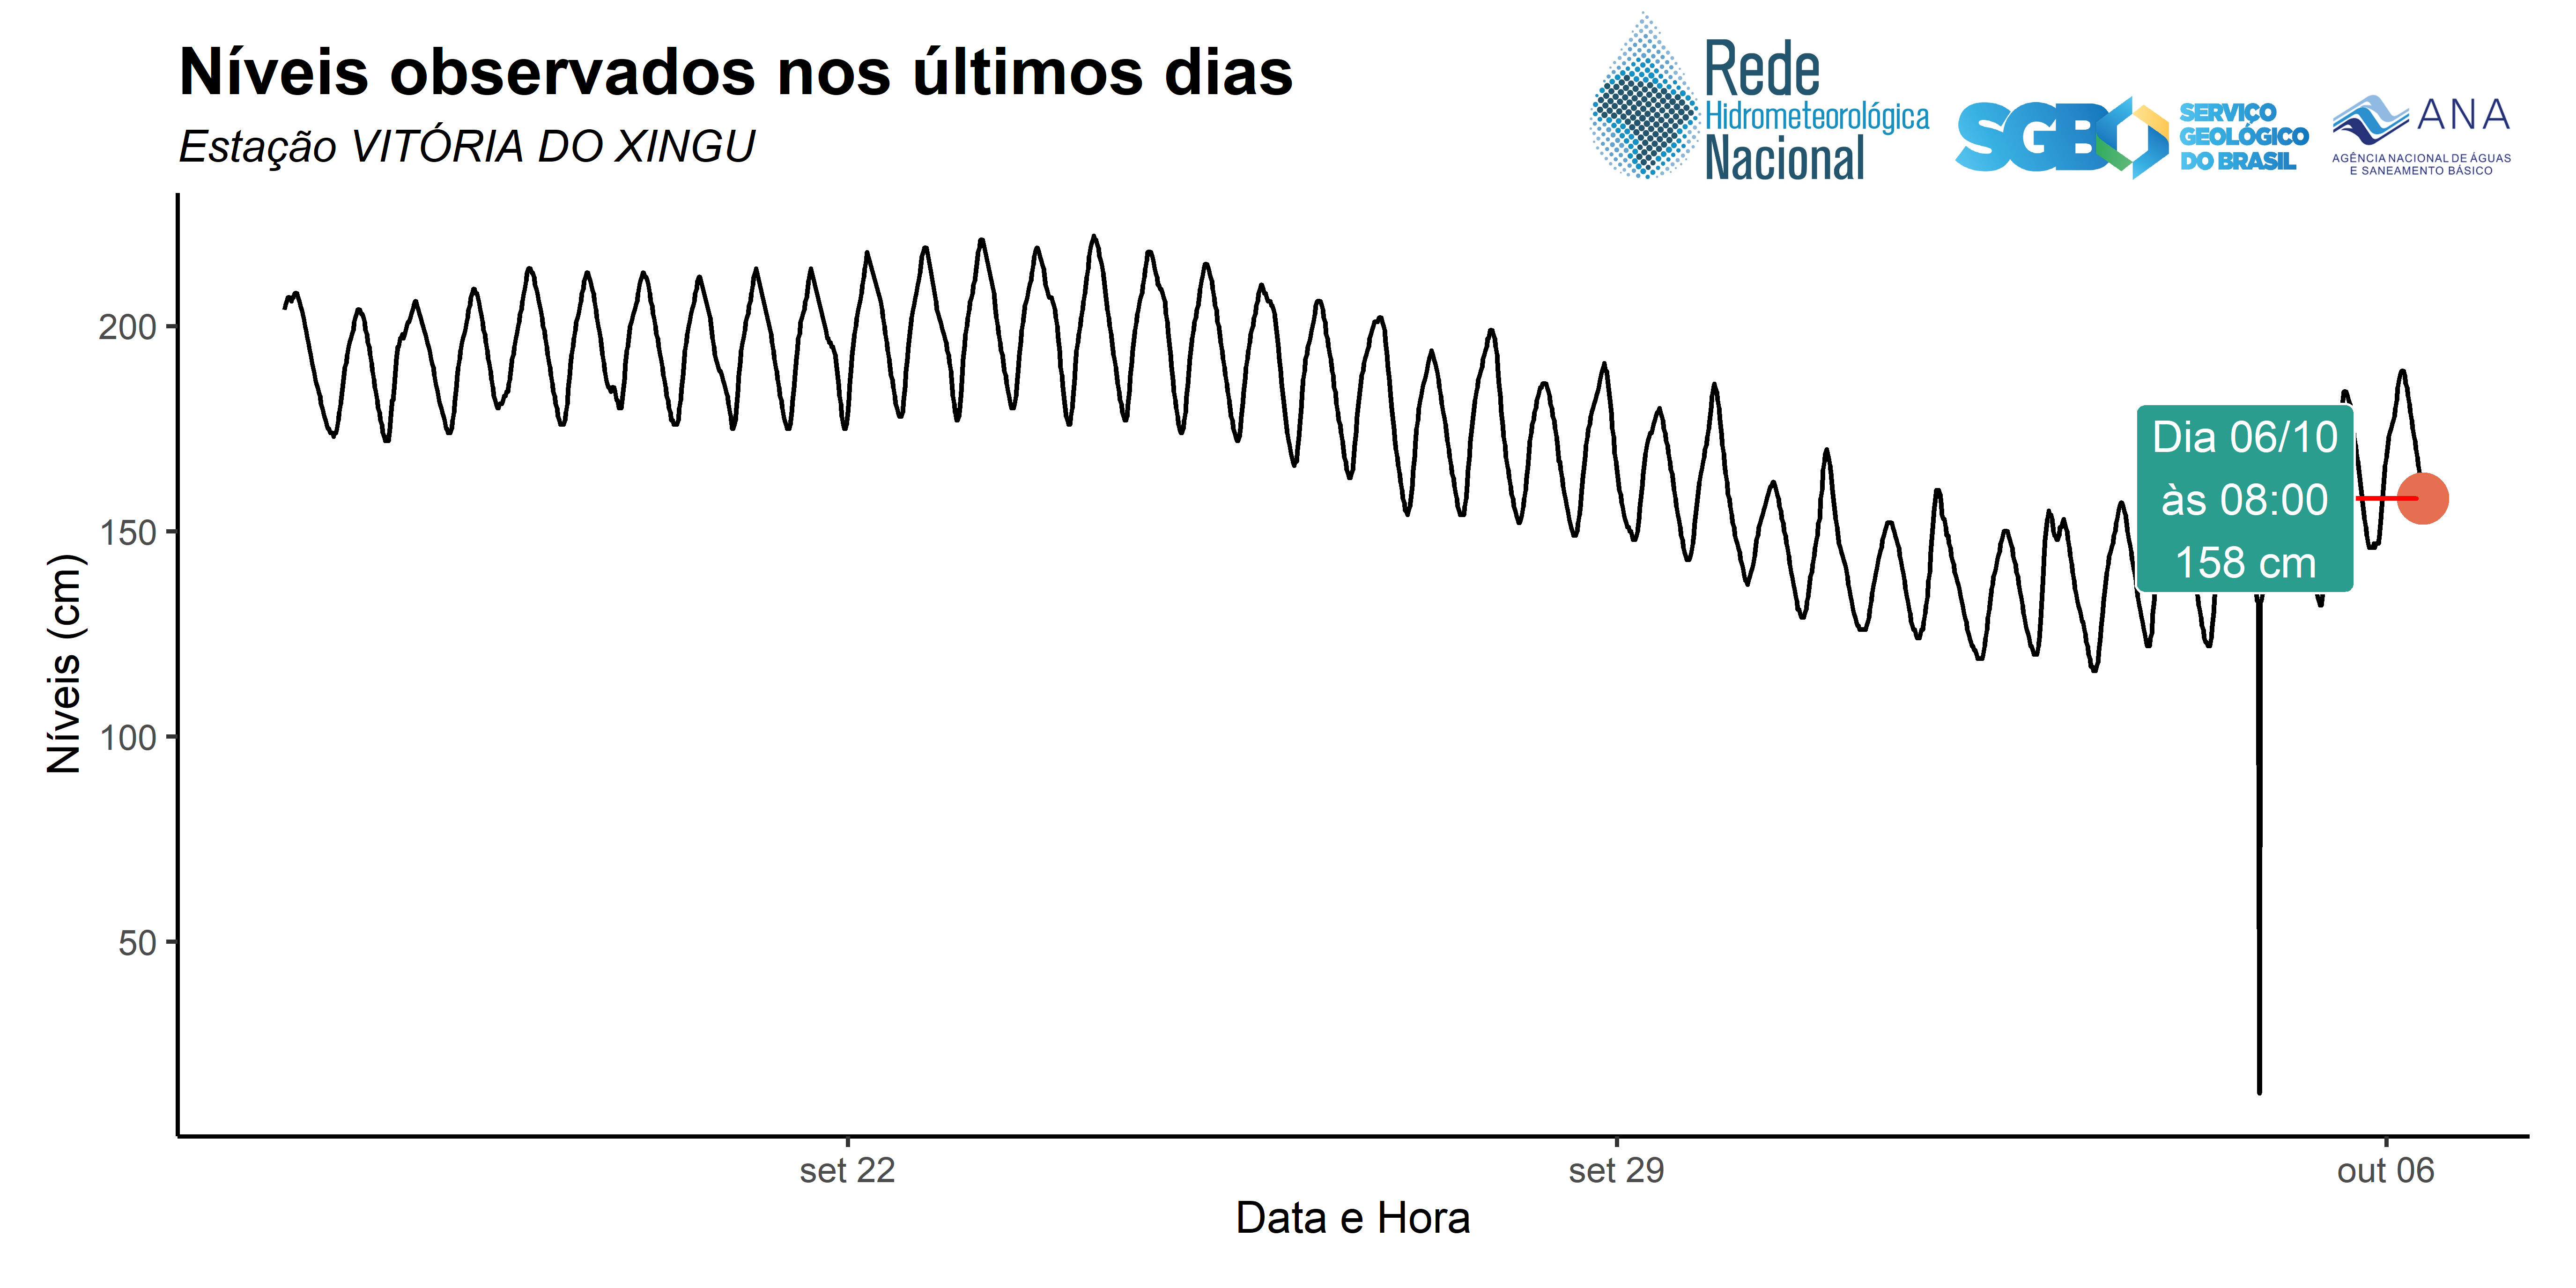 Níveis observados nos últimos dias
Estação VITÓRIA DO XINGU
Rede
Hidrometeorológica
Nacional
SGB
SERVIÇO
GEOLÓGICO
DO BRASIL
ANA
AGÊNCIA NACIONAL DE ÁGUAS
E SANEAMENTO BÁSICO
Níveis (cm)
200
150
100
50
Dia 06/10
às 08:00
158 cm
set 22
set 29
out 06
Data e Hora